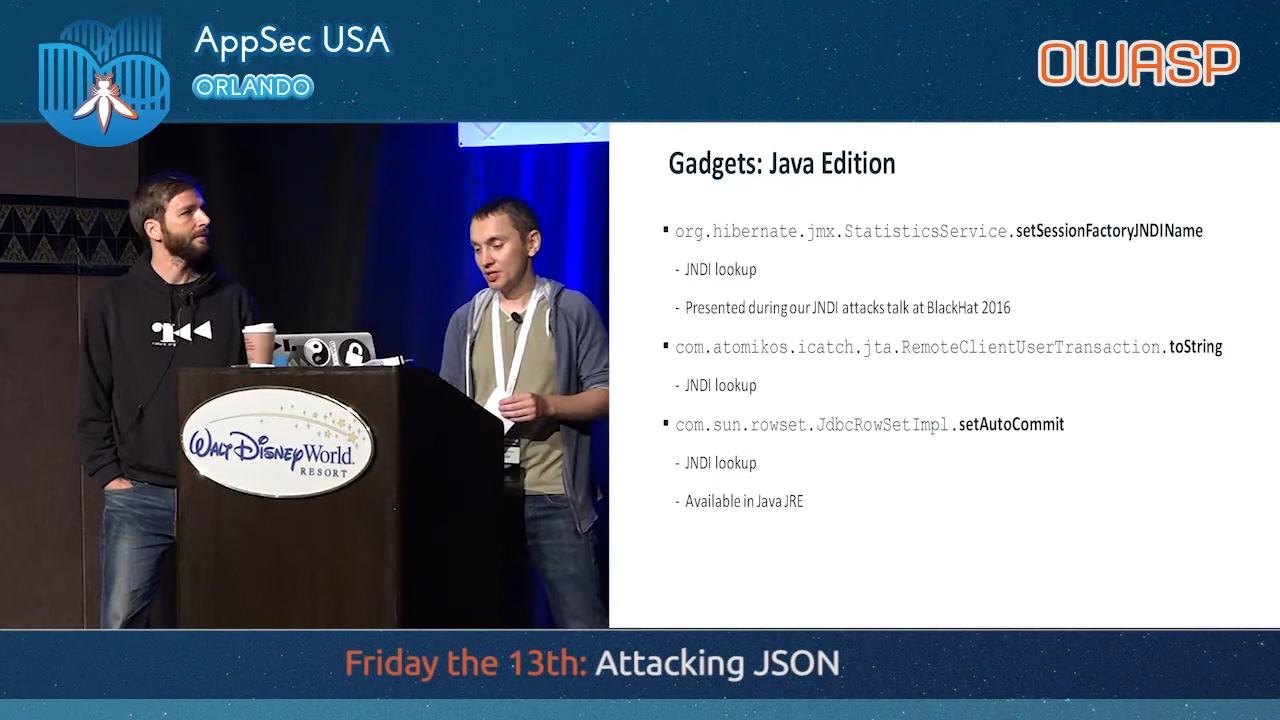 AppSec USA
ORLANDO
OWASP
Gadgets: Java Edition
▪ org.hibernate.jmx.StatisticsService.setSessionFactoryJNDIName
- JNDI lookup
- Presented during our JNDI attacks talk at BlackHat 2016
▪ com.atomikos.icatch.jta.RemoteClientUserTransaction.toString
- JNDI lookup
▪ com.sun.rowset.JdbcRowSetImpl.setAutoCommit
- JNDI lookup
- Available in Java JRE
WALT DISNEY World
RESORT
Friday the 13th: Attacking JSON